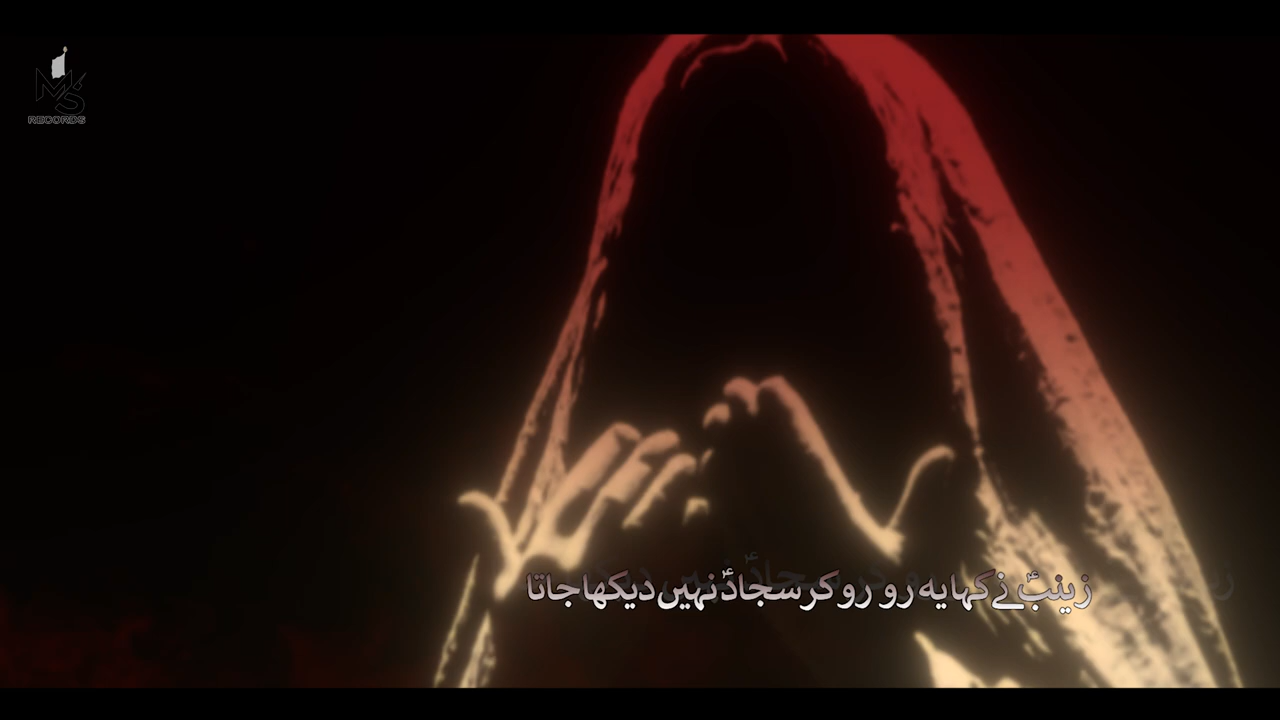 MS
RECORDS
زینبؑ نے کہا یہ رو رو کر سجادؑ نہیں دیکھا جاتا